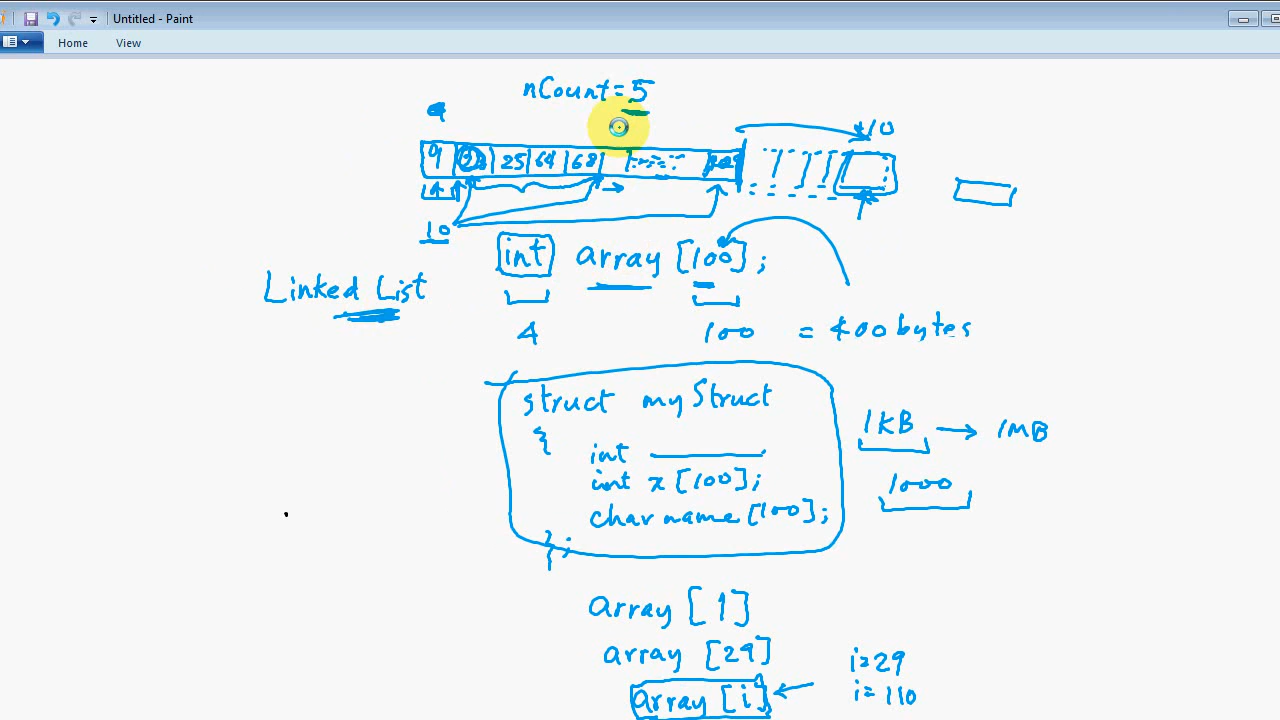 Untitled - Paint
Home View
nCount = 5
9 25 64 68
10
int array [100];
Linked List
4 100 = 400 bytes
struct myStruct
{
int
int x [100];
char name [100];
};
1KB → 1MB
1000
array [1]
array [29]
array [i]
i=29
i=110